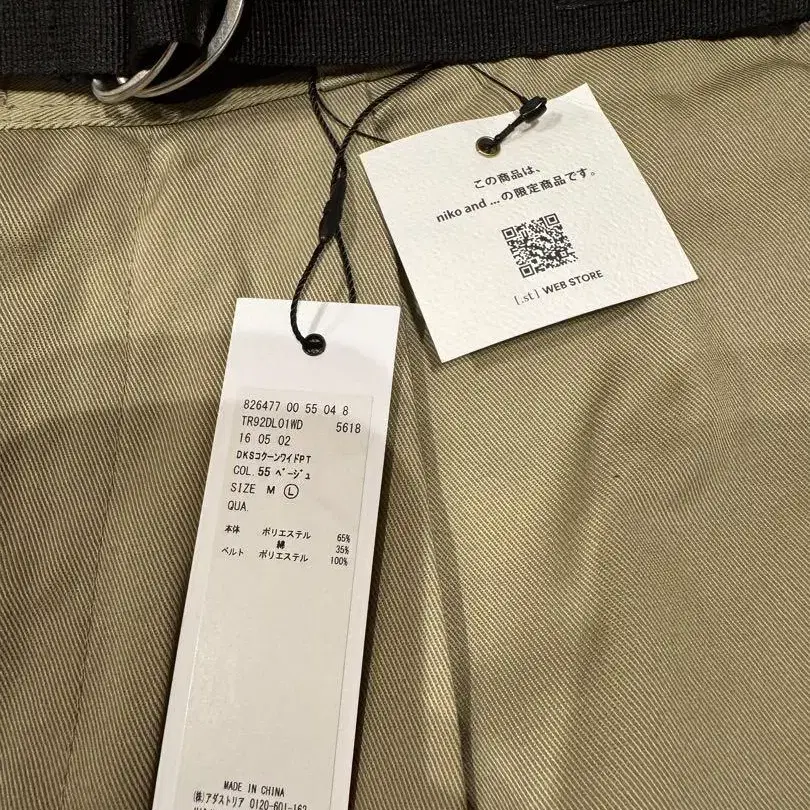 この商品は、
niko and ... の限定商品です。
[.st] WEB STORE
826477 00 55 04 8
TR92DL01WD 5618
16 05 02
DKSコクーンワイドPT
COL. 55 ベージュ
SIZE M L
QUA.
本体 ポリエステル 65%
綿 35%
ベルト ポリエステル 100%
MADE IN CHINA
(株)アダストリア 0120-601-162